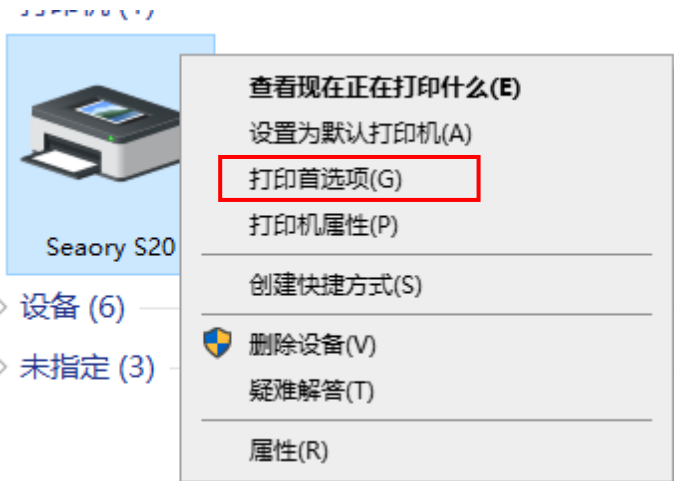 查看现在正在打印什么(E)
设置为默认打印机(A)
打印首选项(G)
打印机属性(P)
创建快捷方式(S)
删除设备(V)
疑难解答(T)
属性(R)
Seaory S20
设备 (6)
未指定 (3)